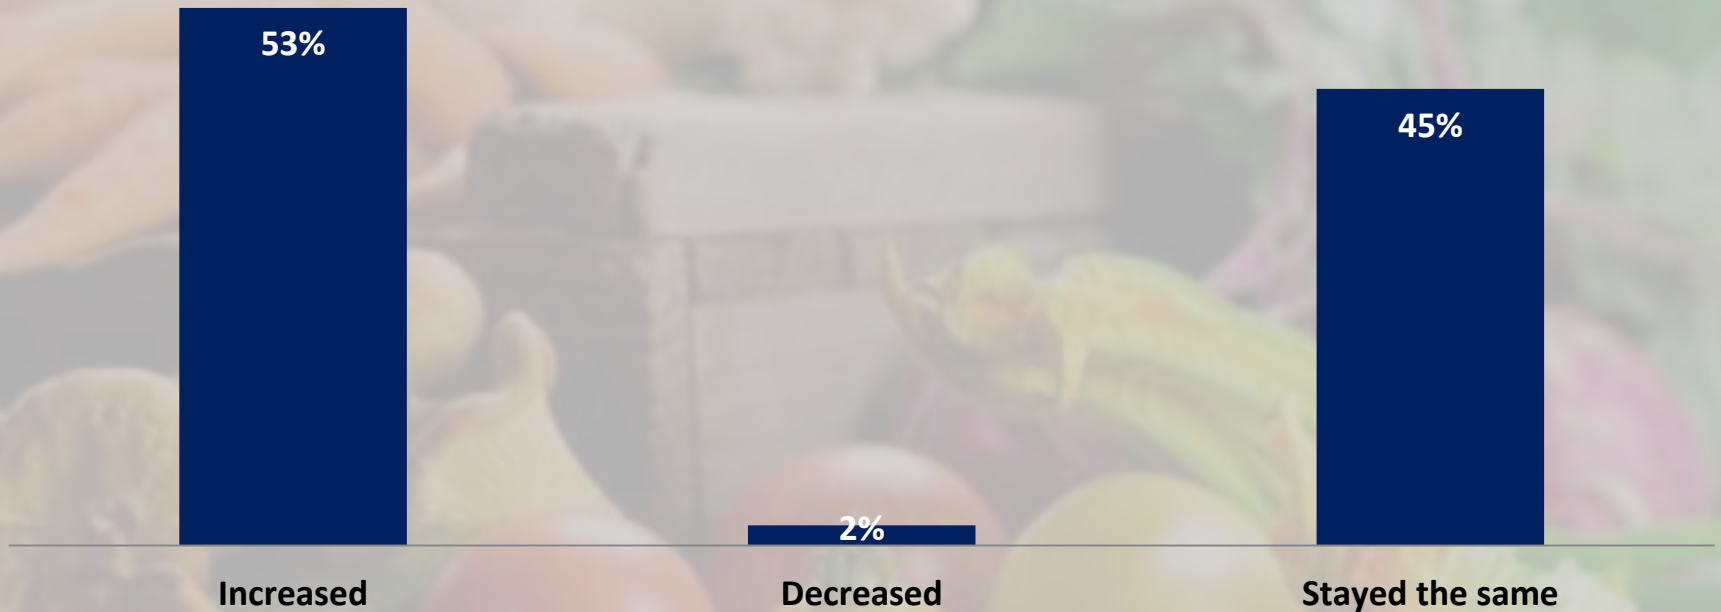 53%
45%
2%
Increased
Decreased
Stayed the same